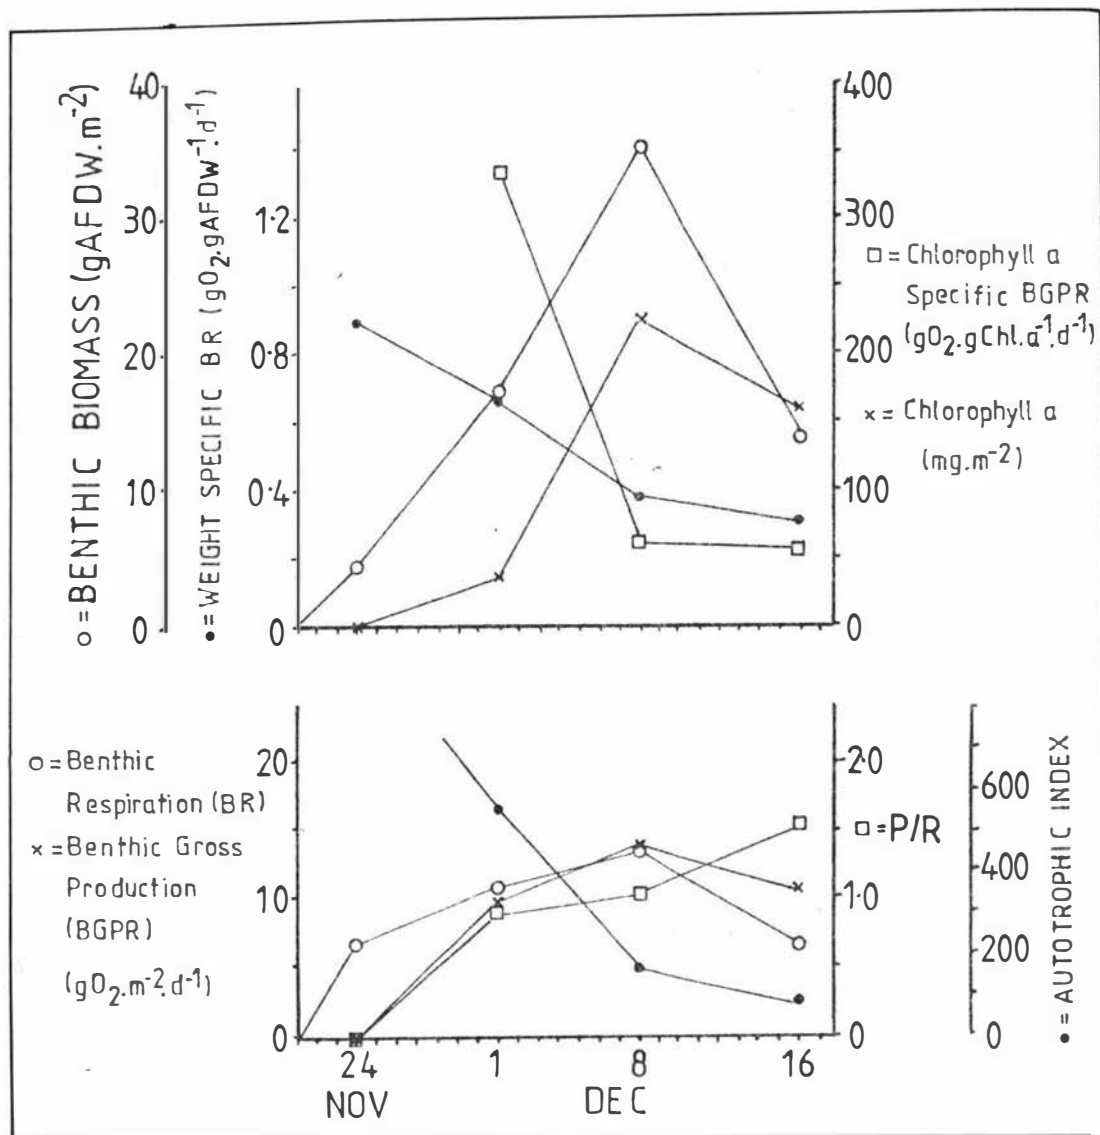 ○ = BENTHIC BIOMASS (gAFDW.m⁻²)
40
30
20
10
0
● = WEIGHT SPECIFIC BR (gO₂.gAFDW⁻¹.d⁻¹)
1·2
0·8
0·4
0
400
300
200
100
0
□ = Chlorophyll a
Specific BGPR
(gO₂.gChl.a⁻¹.d⁻¹)
× = Chlorophyll a
(mg.m⁻²)
○ = Benthic
Respiration (BR)
× = Benthic Gross
Production
(BGPR)
(gO₂.m⁻².d⁻¹)
20
10
0
2·0
1·0
0
□ = P/R
600
400
200
0
● = AUTOTROPHIC INDEX
24 1 8 16
NOV DEC